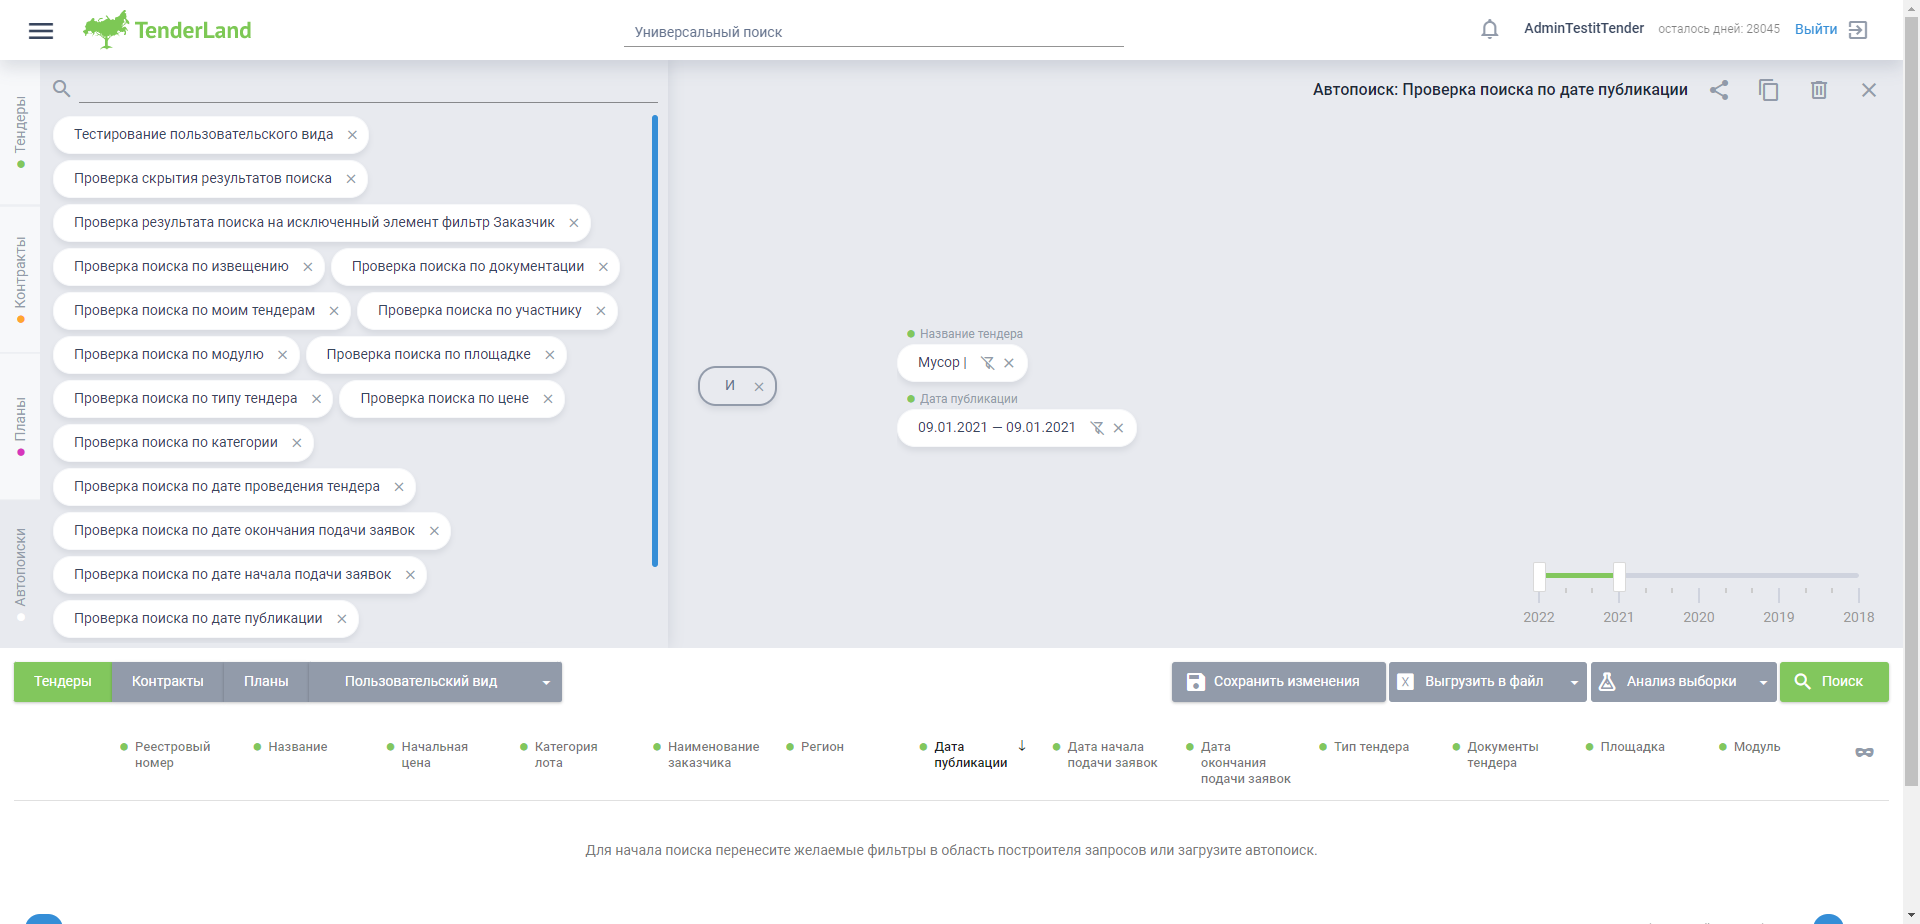 TenderLand
Универсальный поиск
AdminTestitTender
осталось дней: 28045
Выйти
Тендеры
Контракты
Планы
Автопоиски
Тестирование пользовательского вида
Проверка скрытия результатов поиска
Проверка результата поиска на исключенный элемент фильтр Заказчик
Проверка поиска по извещению
Проверка поиска по документации
Проверка поиска по моим тендерам
Проверка поиска по участнику
Проверка поиска по модулю
Проверка поиска по площадке
Проверка поиска по типу тендера
Проверка поиска по цене
Проверка поиска по категории
Проверка поиска по дате проведения тендера
Проверка поиска по дате окончания подачи заявок
Проверка поиска по дате начала подачи заявок
Проверка поиска по дате публикации
Автопоиск: Проверка поиска по дате публикации
И
Название тендера
Мусор |
Дата публикации
09.01.2021 — 09.01.2021
2022
2021
2020
2019
2018
Тендеры
Контракты
Планы
Пользовательский вид
Сохранить изменения
X
Выгрузить в файл
Анализ выборки
Поиск
Реестровый
номер
Название
Начальная
цена
Категория
лота
Наименование
заказчика
Регион
Дата
публикации
Дата начала
подачи заявок
Дата
окончания
подачи заявок
Тип тендера
Документы
тендера
Площадка
Модуль
Для начала поиска перенесите желаемые фильтры в область построителя запросов или загрузите автопоиск.